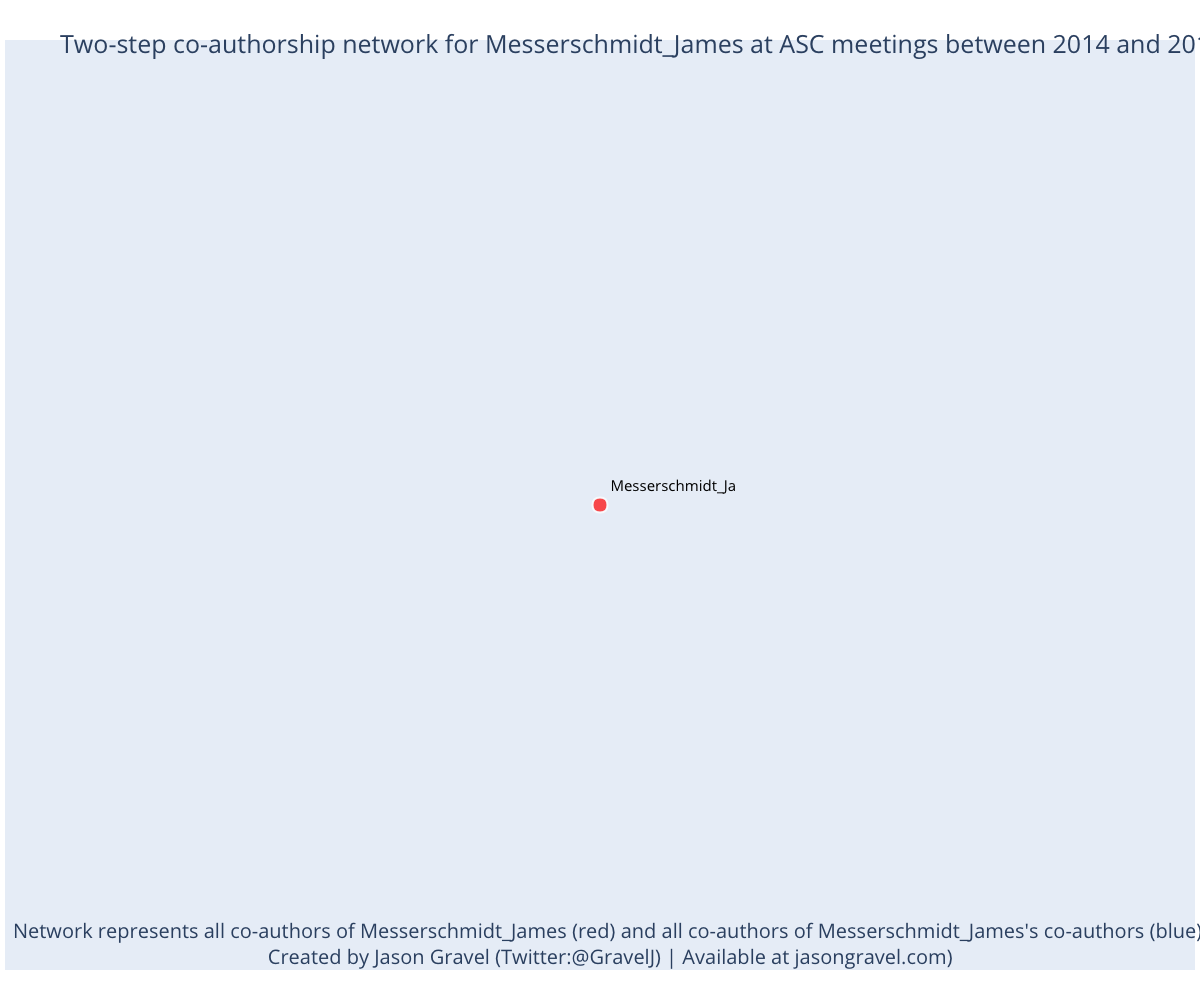 Two-step co-authorship network for Messerschmidt_James at ASC meetings between 2014 and
Messerschmidt_Ja
Network represents all co-authors of Messerschmidt_James (red) and all co-authors of Messerschmidt_James's co-authors (blue)
Created by Jason Gravel (Twitter:@GravelJ) | Available at jasongravel.com)